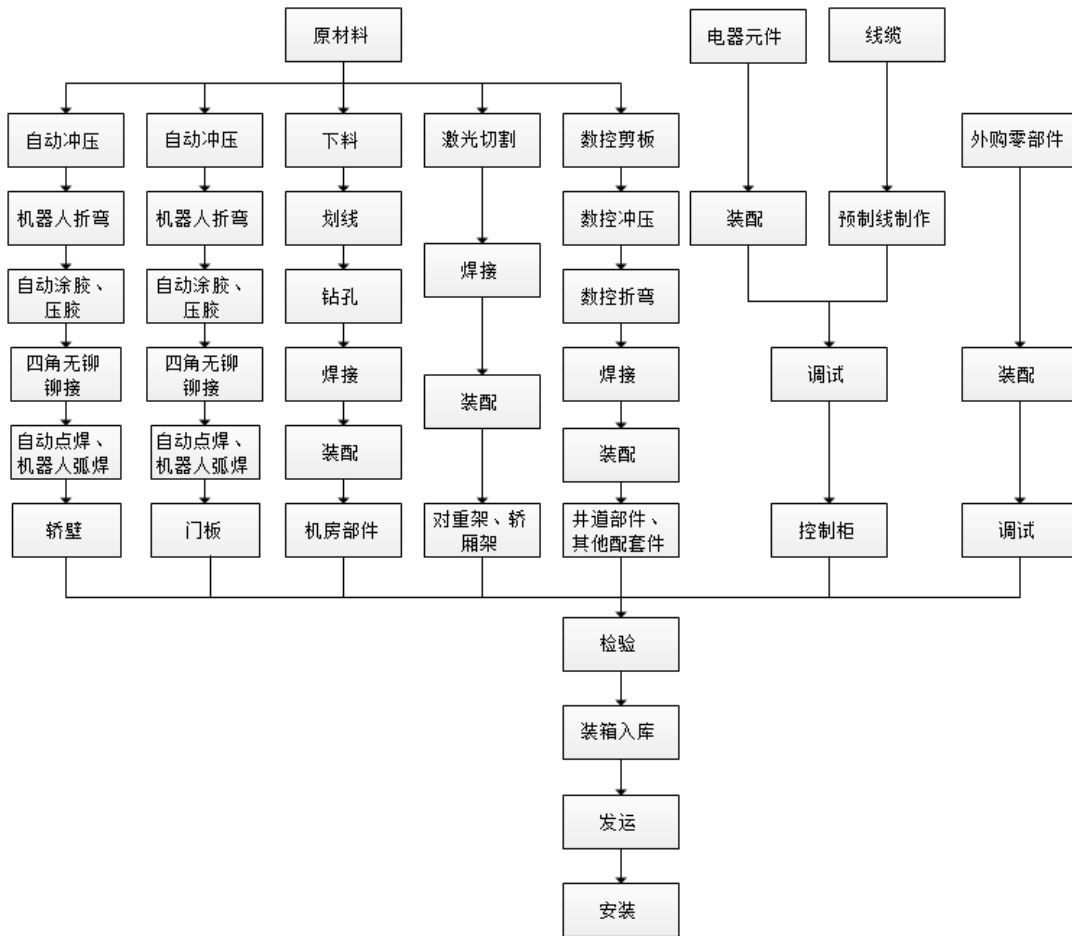 原材料
电器元件
线缆
自动冲压
自动冲压
下料
激光切割
数控剪板
外购零部件
机器人折弯
机器人折弯
划线
数控冲压
装配
预制线制作
焊接
自动涂胶、
压胶
自动涂胶、
压胶
钻孔
数控折弯
四角无铆
铆接
四角无铆
铆接
焊接
装配
焊接
调试
装配
自动点焊、
机器人弧焊
自动点焊、
机器人弧焊
装配
装配
轿壁
门板
机房部件
对重架、轿
厢架
井道部件、
其他配套件
控制柜
调试
检验
装箱入库
发运
安装